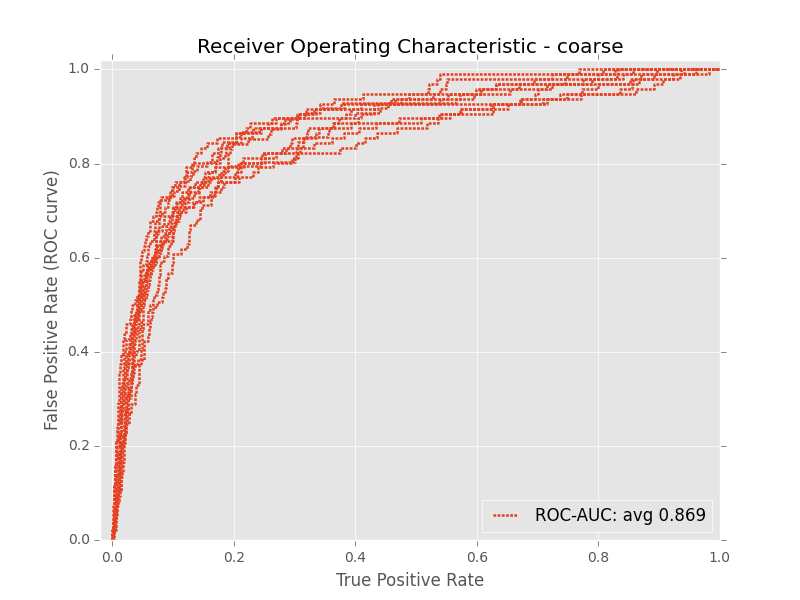 Receiver Operating Characteristic - coarse
False Positive Rate (ROC curve)
1.0
0.8
0.6
0.4
0.2
0.0
ROC-AUC: avg 0.869
0.0 0.2 0.4 0.6 0.8 1.0
True Positive Rate